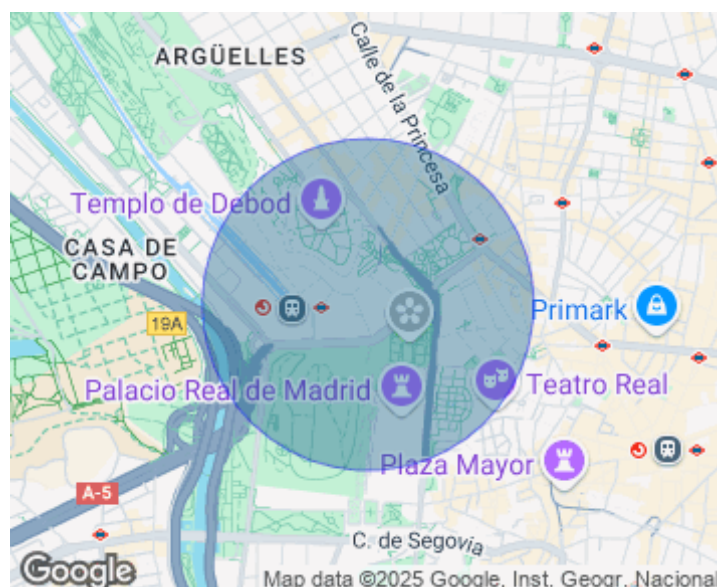 ARGÜELLES
Calle de la Princesa
Templo de Debod
CASA DE
CAMPO
Primark
19A
Palacio Real de Madrid
Teatro Real
Plaza Mayor
A-5
C. de Segovia
Google
Map data ©2025 Google, Inst. Geogr. Nacional